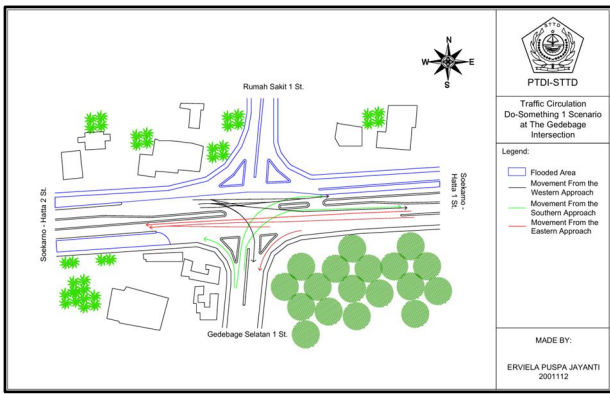 STTD
PTDI-STTD
Traffic Circulation
Do-Something 1 Scenario
at The Gedebage
Intersection
Legend:
Flooded Area
Movement From the
Western Approach
Movement From the
Southern Approach
Movement From the
Eastern Approach
MADE BY:
ERVIELA PUSPA JAYANTI
2001112
N
W
E
S
Rumah Sakit 1 St.
Soekarno - Hatta 2 St.
Soekarno -
Hatta 1 St.
Gedebage Selatan 1 St.